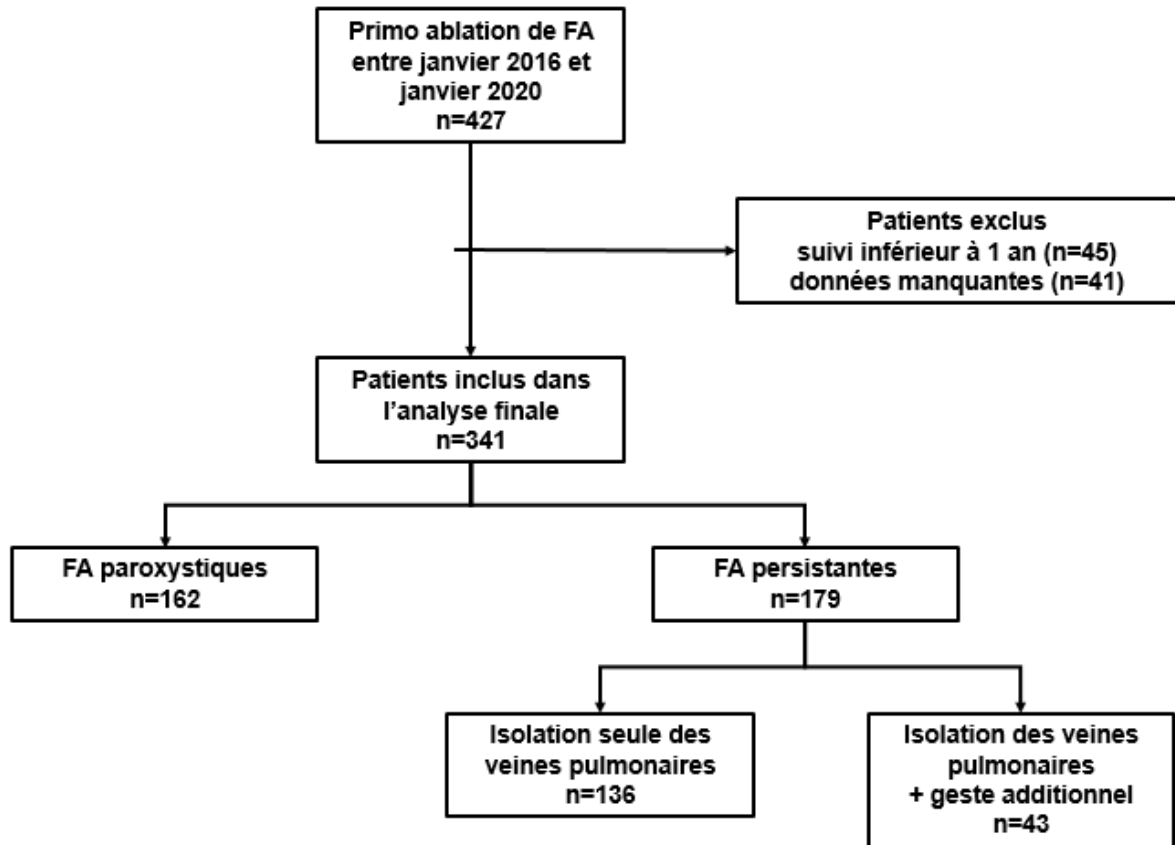 Primo ablation de FA
entre janvier 2016 et
janvier 2020
n=427
Patients exclus
suivi inférieur à 1 an (n=45)
données manquantes (n=41)
Patients inclus dans
l’analyse finale
n=341
FA paroxystiques
n=162
FA persistantes
n=179
Isolation seule des
veines pulmonaires
n=136
Isolation des veines
pulmonaires
+ geste additionnel
n=43